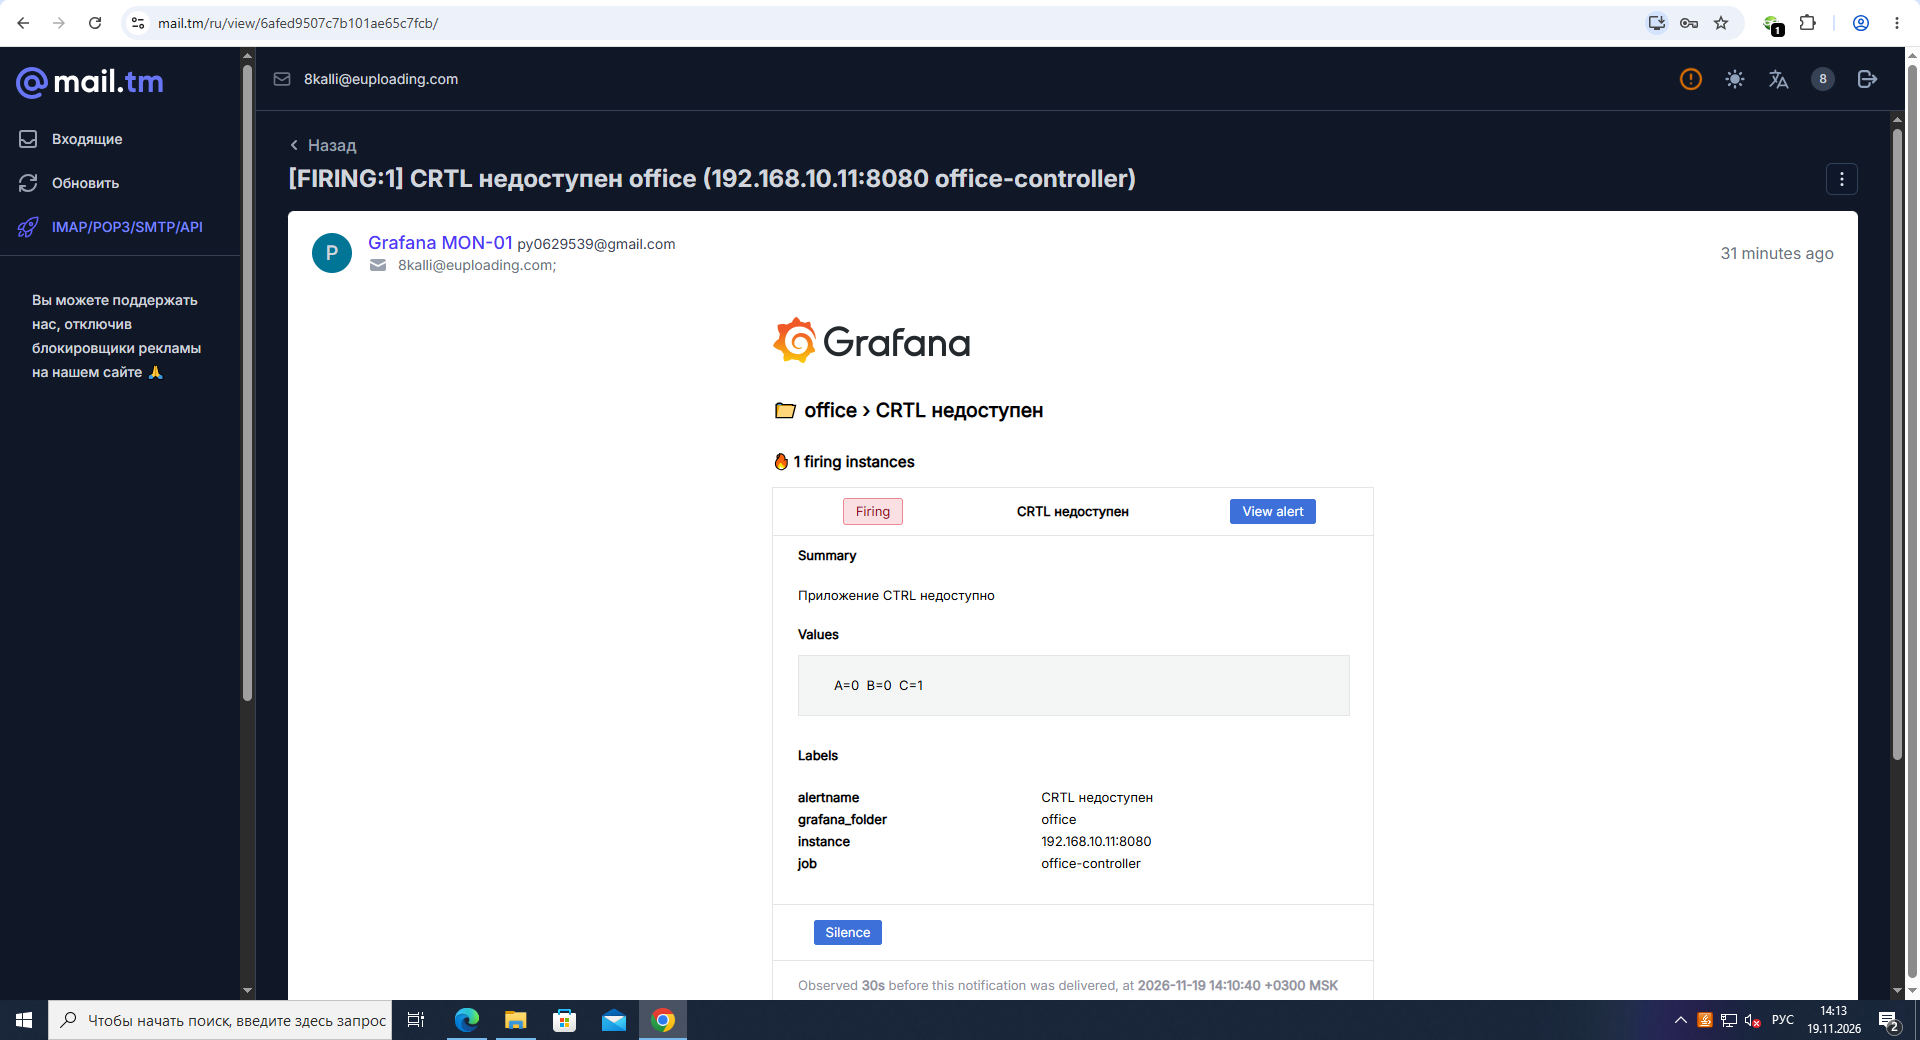 mail.tm/ru/view/6afed9507c7b101ae65c7fcb/
1
@mail.tm
8kalli@euploading.com
8
Входящие
Обновить
IMAP/POP3/SMTP/API
Вы можете поддержать
нас, отключив
блокировщики рекламы
на нашем сайте 🙏
Назад
[FIRING:1] CRTL недоступен office (192.168.10.11:8080 office-controller)
P
Grafana MON-01 py0629539@gmail.com
8kalli@euploading.com;
31 minutes ago
Grafana
📁 office › CRTL недоступен
🔥 1 firing instances
Firing
CRTL недоступен
View alert
Summary
Приложение CTRL недоступно
Values
A=0 B=0 C=1
Labels
alertname CRTL недоступен
grafana_folder office
instance 192.168.10.11:8080
job office-controller
Silence
Observed 30s before this notification was delivered, at 2026-11-19 14:10:40 +0300 MSK
Чтобы начать поиск, введите здесь запрос
РУС
14:13
19.11.2026
2